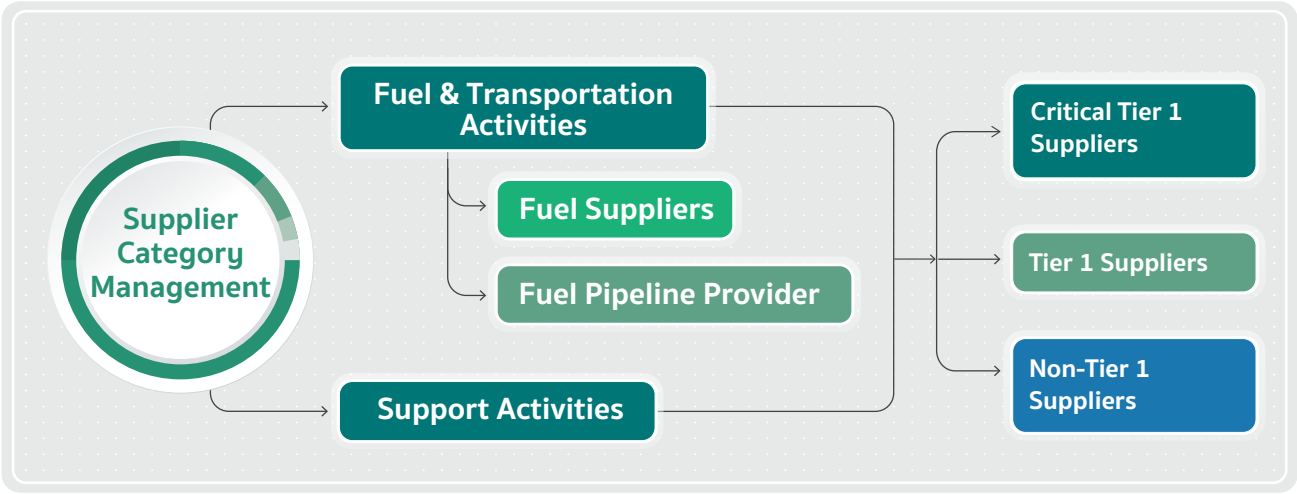 Supplier
Category
Management
Fuel & Transportation
Activities
Fuel Suppliers
Fuel Pipeline Provider
Support Activities
Critical Tier 1
Suppliers
Tier 1 Suppliers
Non-Tier 1
Suppliers